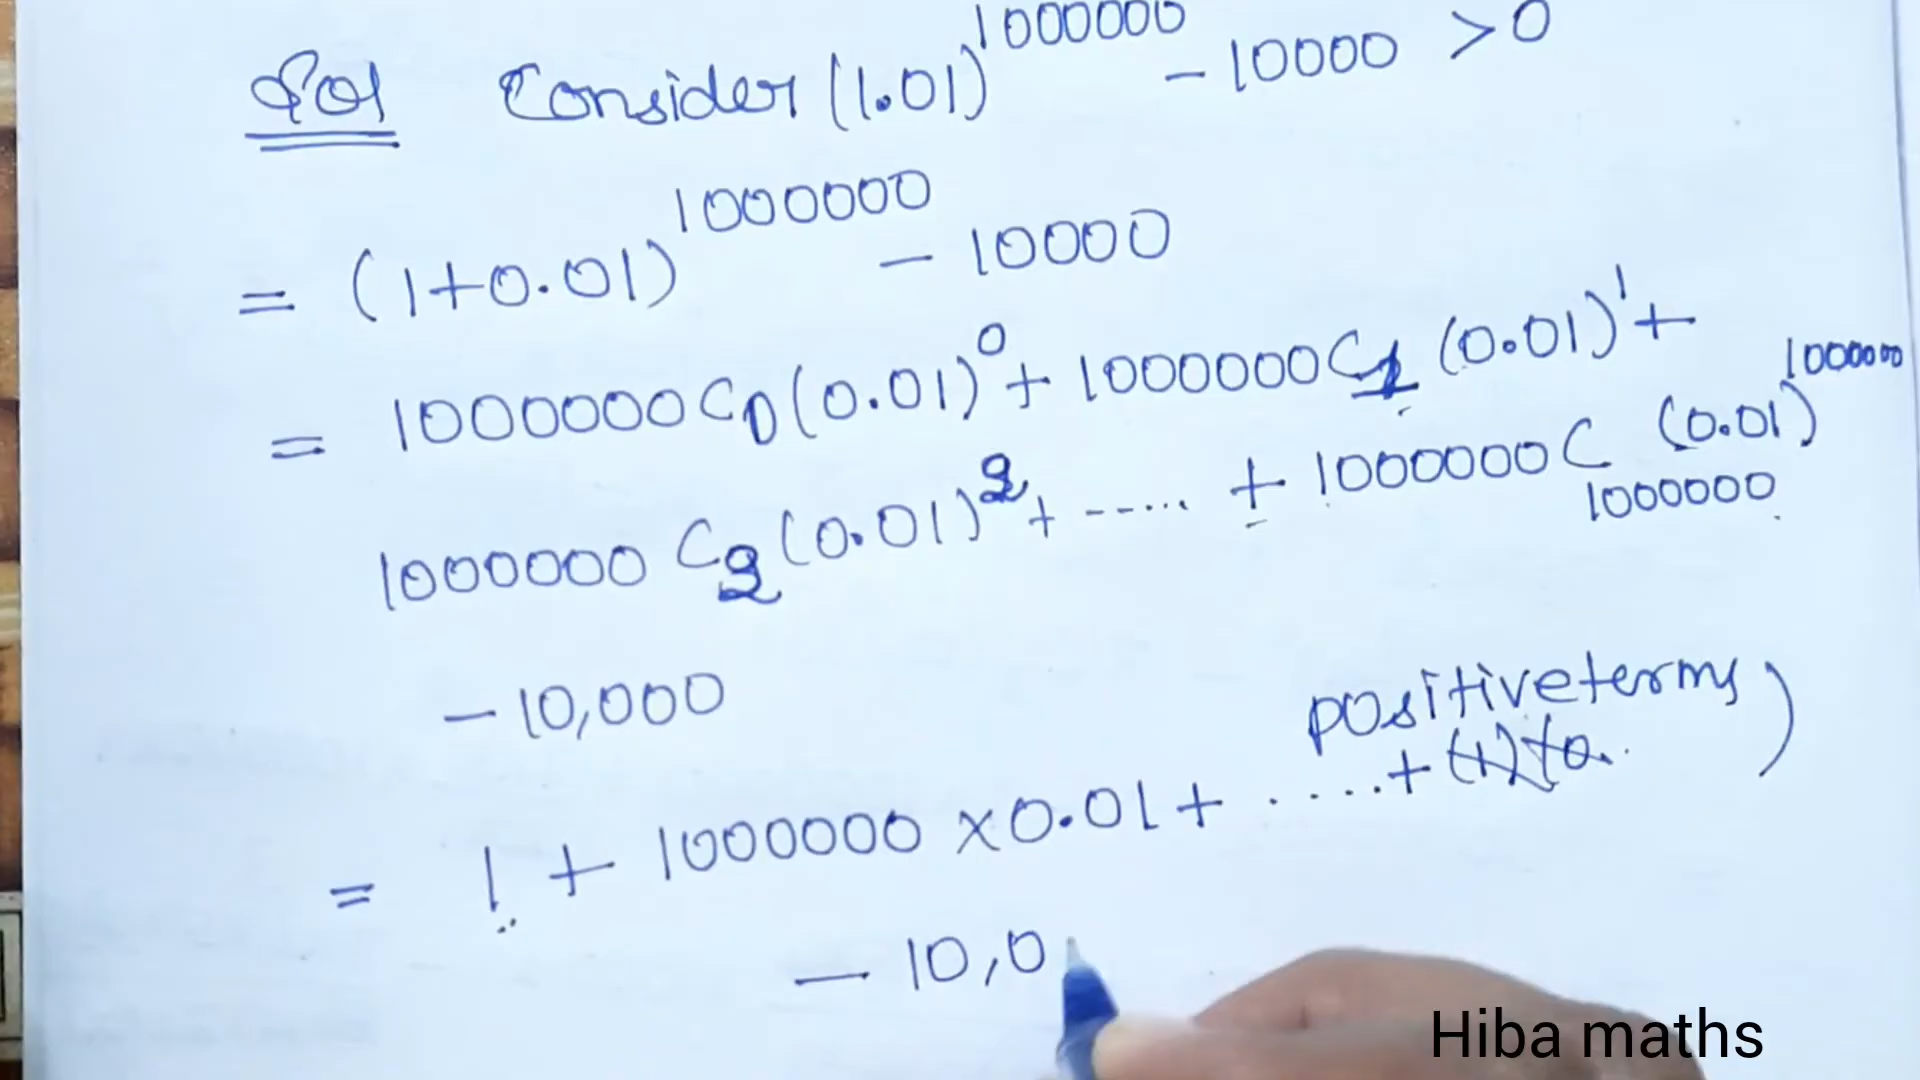 Sol Consider (1.01)^1000000 - 10000 > 0
= (1+0.01)^1000000 - 10000
= 1000000C0(0.01)^0 + 1000000C1(0.01)^1 +
1000000C2(0.01)^2 + ..... + 1000000C1000000(0.01)^1000000
- 10,000
= 1 + 1000000 x 0.01 + ..... + positive terms)
- 10,0
Hiba maths